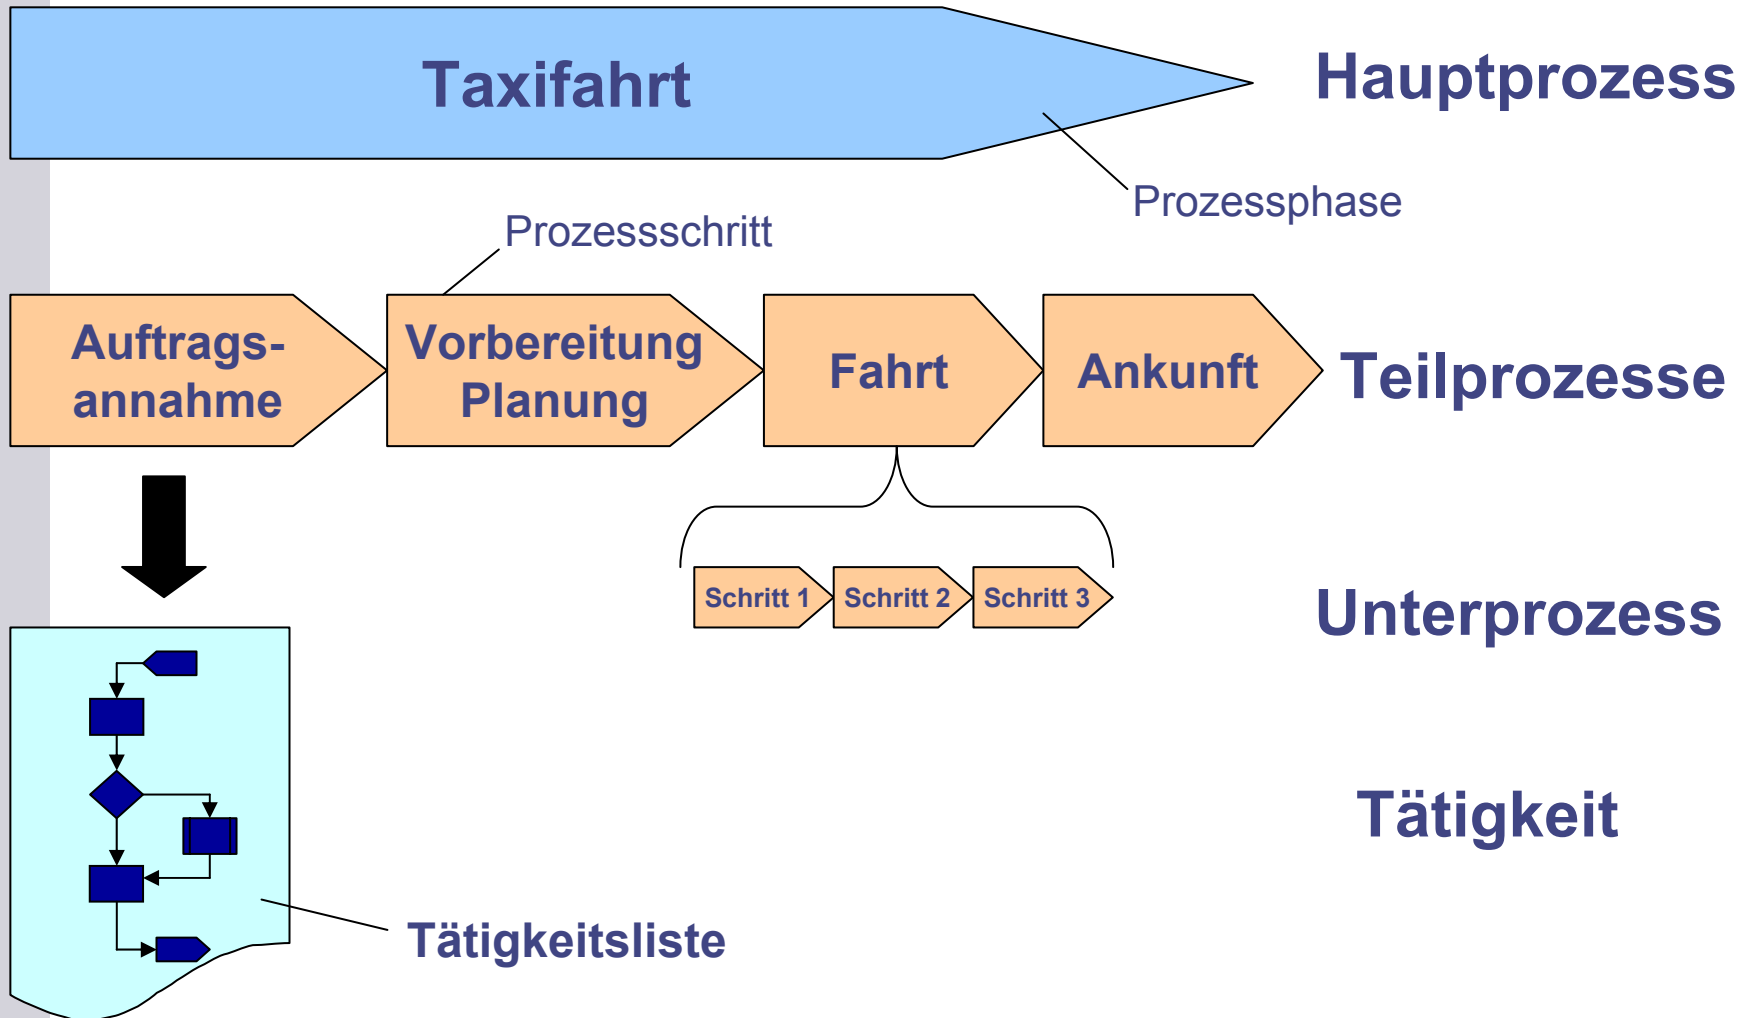 Taxifahrt
Hauptprozess
Prozessphase
Prozessschritt
Auftrags-
annahme
Vorbereitung
Planung
Fahrt
Ankunft
Teilprozesse
Schritt 1
Schritt 2
Schritt 3
Unterprozess
Tätigkeit
Tätigkeitsliste